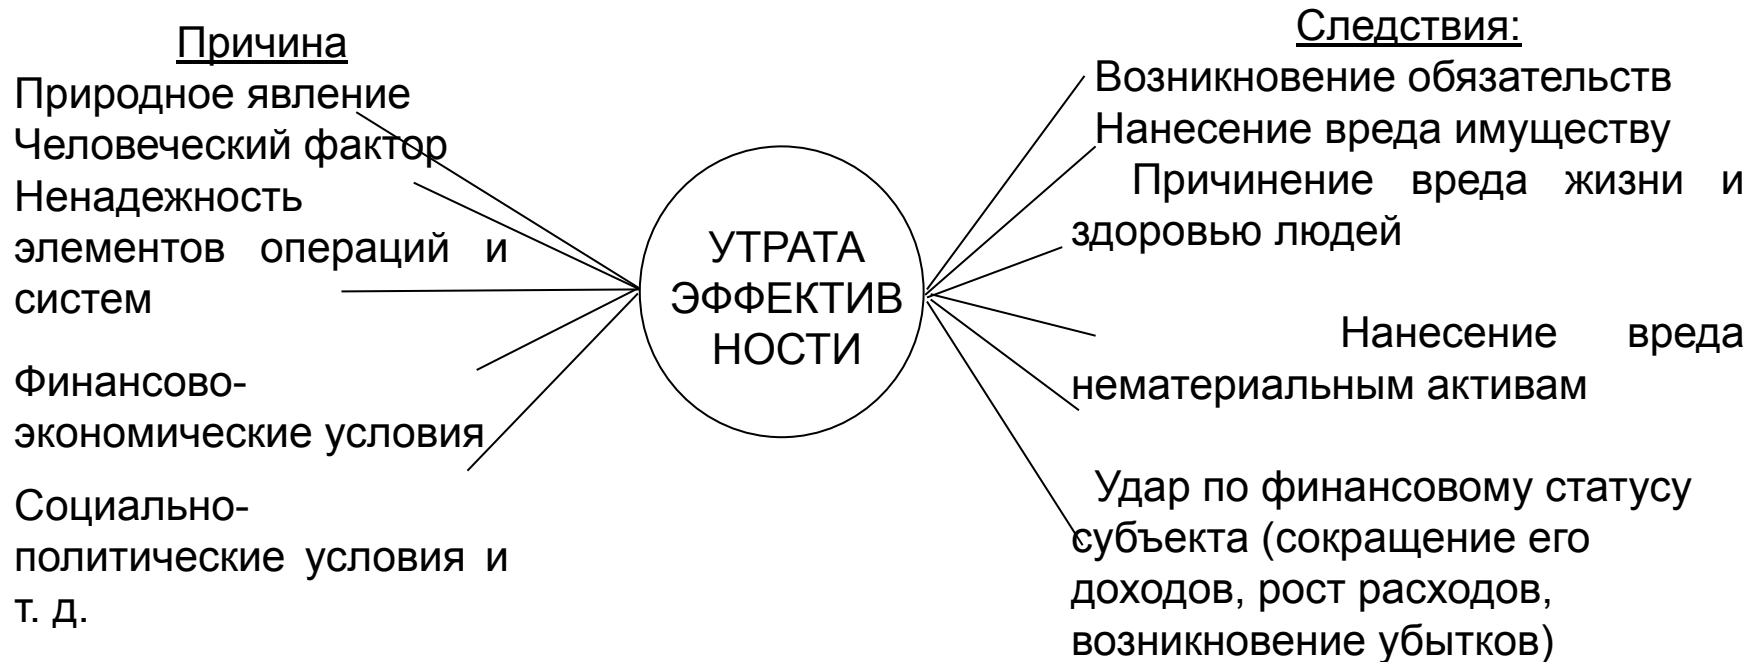 Причина
Природное явление
Человеческий фактор
Ненадежность
элементов операций и
систем
Финансово-
экономические условия
Социально-
политические условия и
т. д.
УТРАТА
ЭФФЕКТИВ
НОСТИ
Следствия:
Возникновение обязательств
Нанесение вреда имуществу
Причинение вреда жизни и
здоровью людей
Нанесение вреда
нематериальным активам
Удар по финансовому статусу
субъекта (сокращение его
доходов, рост расходов,
возникновение убытков)